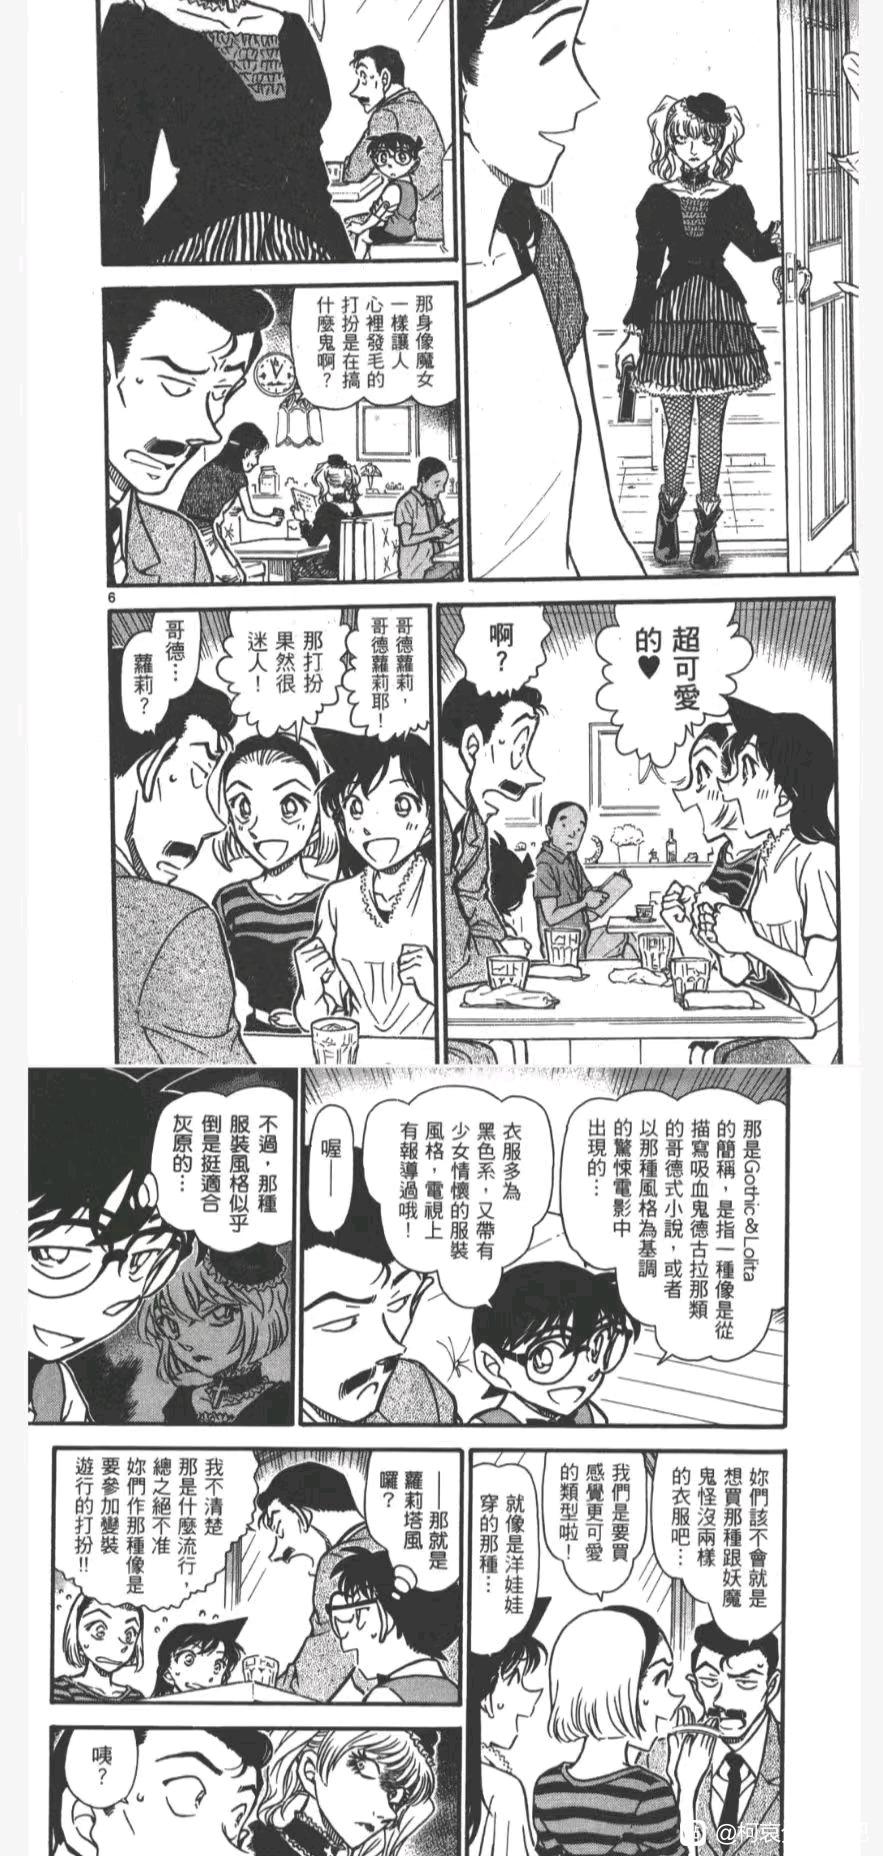 那身像魔女
一樣讓人
心裡發毛的
打扮是在搞
什麼鬼啊？
6
超可愛
的♥
啊？
哥德蘿莉，
哥德蘿莉耶！
那打扮
果然很
迷人！
哥德…
蘿莉？
那是Gothic&Lolita
的簡稱，是指一種像是從
描寫吸血鬼德古拉那類
的哥德式小說，或者
以那種風格為基調
的驚悚電影中
出現的…
衣服多為
黑色系，又帶有
少女情懷的服裝
風格，電視上
有報導過哦！
喔——
不過，那種
服裝風格似乎
倒是挺適合
灰原的…
妳們該不會就是
想買那種跟妖魔
鬼怪沒兩樣
的衣服吧…
我們是要買
感覺更可愛
的類型啦！
就像是洋娃娃
穿的那種…
——那就是
蘿莉塔風
囉？
我不清楚
那是什麼流行，
總之絕不准
妳們作那種像是
要參加變裝
遊行的打扮！！
咦？
@柯哀